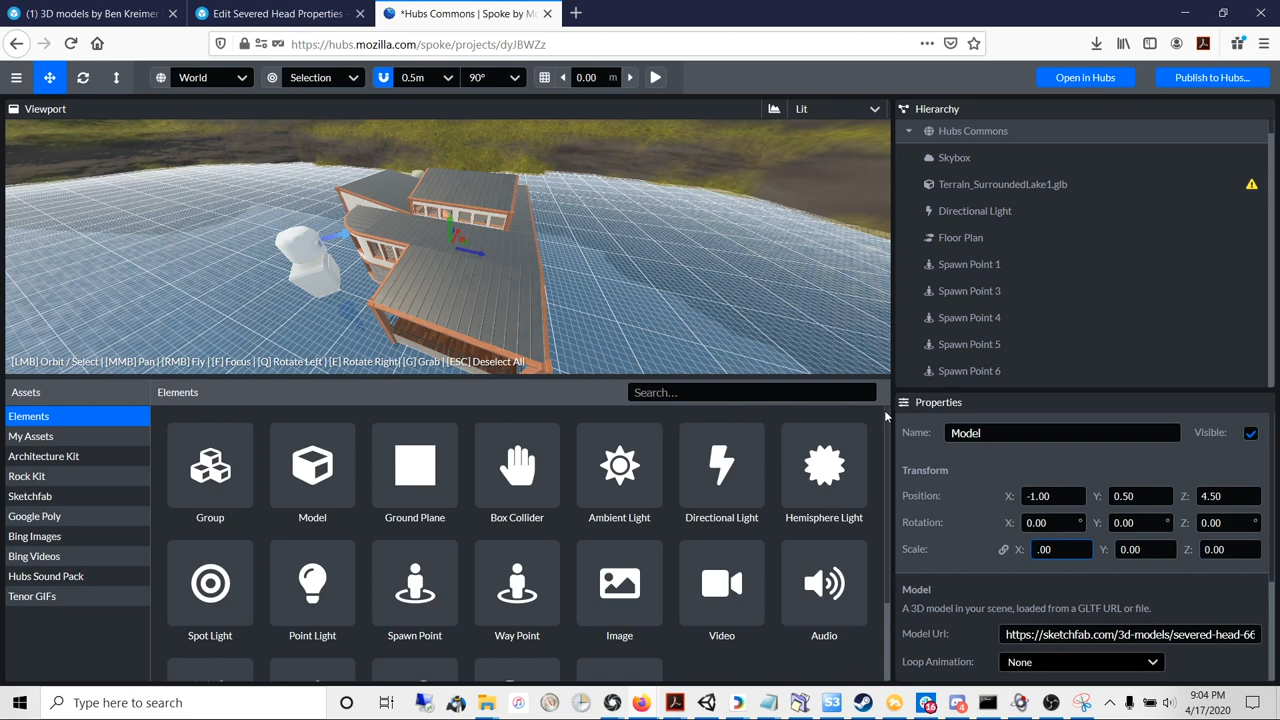 (1) 3D models by Ben Kreimer
Edit Severed Head Properties -
*Hubs Commons | Spoke by M
https://hubs.mozilla.com/spoke/projects/dyJBWZz
World
Selection
0.5m
90°
0.00 m
Open in Hubs
Publish to Hubs...
Viewport
Lit
[LMB] Orbit / Select | [MMB] Pan | [RMB] Fly | [F] Focus | [Q] Rotate Left | [E] Rotate Right | [G] Grab | [ESC] Deselect All
Hierarchy
Hubs Commons
Skybox
Terrain_SurroundedLake1.glb
Directional Light
Floor Plan
Spawn Point 1
Spawn Point 3
Spawn Point 4
Spawn Point 5
Spawn Point 6
Assets
Elements
My Assets
Architecture Kit
Rock Kit
Sketchfab
Google Poly
Bing Images
Bing Videos
Hubs Sound Pack
Tenor GIFs
Elements
Search...
Group
Model
Ground Plane
Box Collider
Ambient Light
Directional Light
Hemisphere Light
Spot Light
Point Light
Spawn Point
Way Point
Image
Video
Audio
Properties
Name: Model Visible:
Transform
Position: X: -1.00 Y: 0.50 Z: 4.50
Rotation: X: 0.00 ° Y: 0.00 ° Z: 0.00 °
Scale: X: .00 Y: 0.00 Z: 0.00
Model
A 3D model in your scene, loaded from a GLTF URL or file.
Model Url: https://sketchfab.com/3d-models/severed-head-66
Loop Animation: None
Type here to search
S3
16
4
9:04 PM
4/17/2020